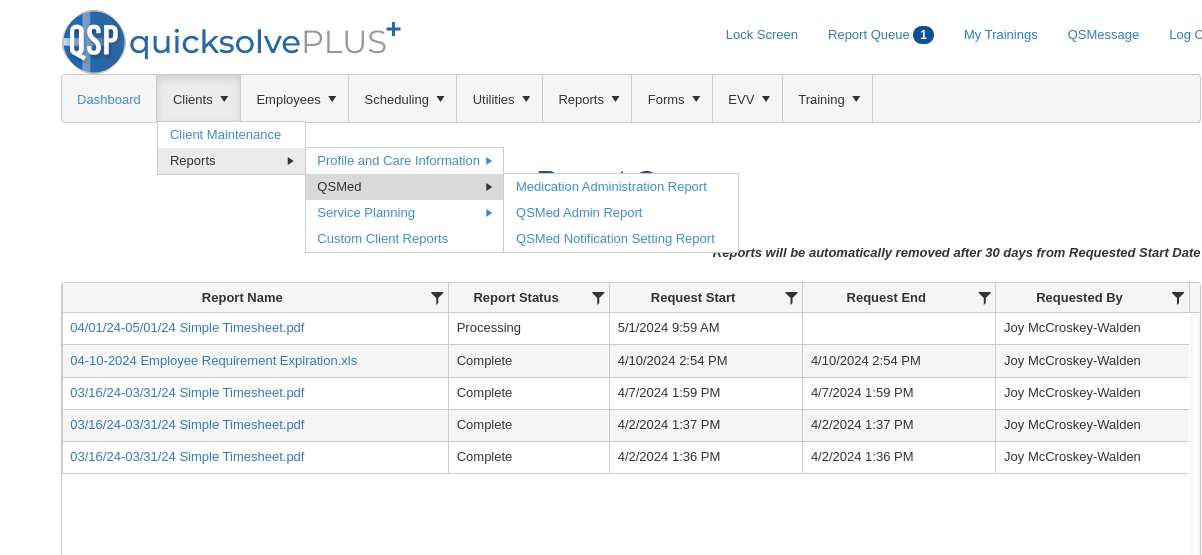 QSP quicksolvePLUS+
Lock Screen Report Queue 1 My Trainings QSMessage Log
Dashboard Clients Employees Scheduling Utilities Reports Forms EVV Training
Client Maintenance
Reports Profile and Care Information
QSMed Medication Administration Report
Service Planning QSMed Admin Report
Custom Client Reports QSMed Notification Setting Report
Reports will be automatically removed after 30 days from Requested Start Date
Report Name Report Status Request Start Request End Requested By
04/01/24-05/01/24 Simple Timesheet.pdf Processing 5/1/2024 9:59 AM Joy McCroskey-Walden
04-10-2024 Employee Requirement Expiration.xls Complete 4/10/2024 2:54 PM 4/10/2024 2:54 PM Joy McCroskey-Walden
03/16/24-03/31/24 Simple Timesheet.pdf Complete 4/7/2024 1:59 PM 4/7/2024 1:59 PM Joy McCroskey-Walden
03/16/24-03/31/24 Simple Timesheet.pdf Complete 4/2/2024 1:37 PM 4/2/2024 1:37 PM Joy McCroskey-Walden
03/16/24-03/31/24 Simple Timesheet.pdf Complete 4/2/2024 1:36 PM 4/2/2024 1:36 PM Joy McCroskey-Walden